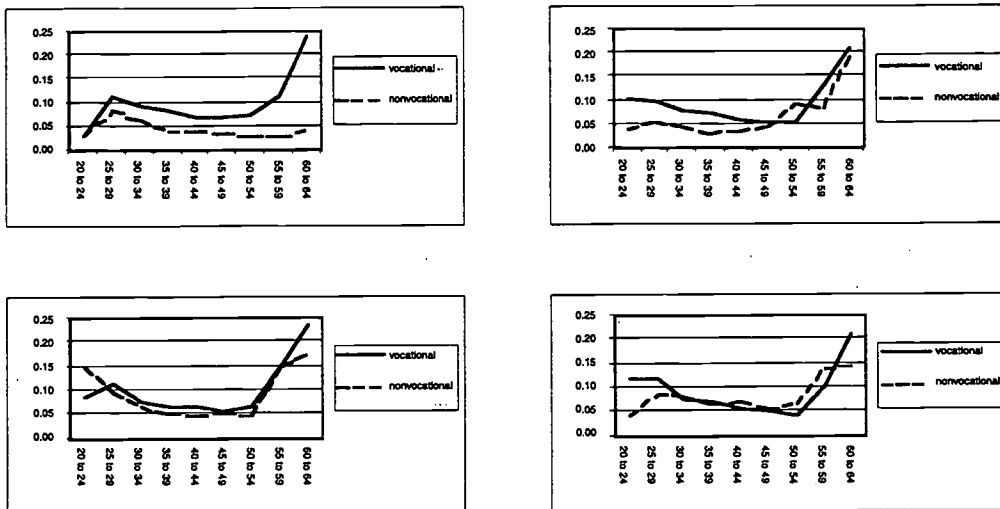 0.25
0.20
0.15
0.10
0.05
0.00
20 to 24
25 to 29
30 to 34
35 to 39
40 to 44
45 to 49
50 to 54
55 to 59
60 to 64
vocational
nonvocational
0.25
0.20
0.15
0.10
0.05
0.00
20 to 24
25 to 29
30 to 34
35 to 39
40 to 44
45 to 49
50 to 54
55 to 59
60 to 64
vocational
nonvocational
0.25
0.20
0.15
0.10
0.05
0.00
20 to 24
25 to 29
30 to 34
35 to 39
40 to 44
45 to 49
50 to 54
55 to 59
60 to 64
vocational
nonvocational
0.25
0.20
0.15
0.10
0.05
0.00
20 to 24
25 to 29
30 to 34
35 to 39
40 to 44
45 to 49
50 to 54
55 to 59
60 to 64
vocational
nonvocational